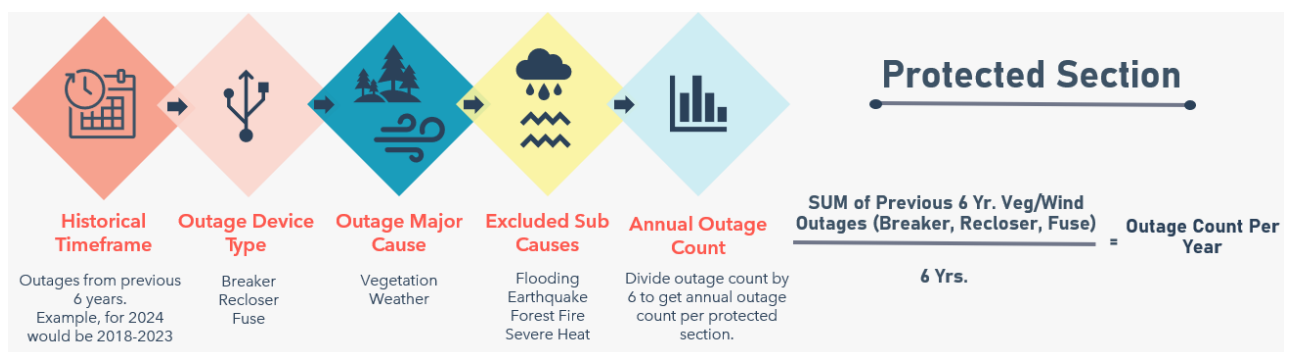 Historical
Timeframe
Outages from previous
6 years.
Example, for 2024
would be 2018-2023
Outage Device
Type
Breaker
Recloser
Fuse
Outage Major
Cause
Vegetation
Weather
Excluded Sub
Causes
Flooding
Earthquake
Forest Fire
Severe Heat
Annual Outage
Count
Divide outage count by
6 to get annual outage
count per protected
section.
Protected Section
SUM of Previous 6 Yr. Veg/Wind
Outages (Breaker, Recloser, Fuse)
6 Yrs.
=
Outage Count Per
Year